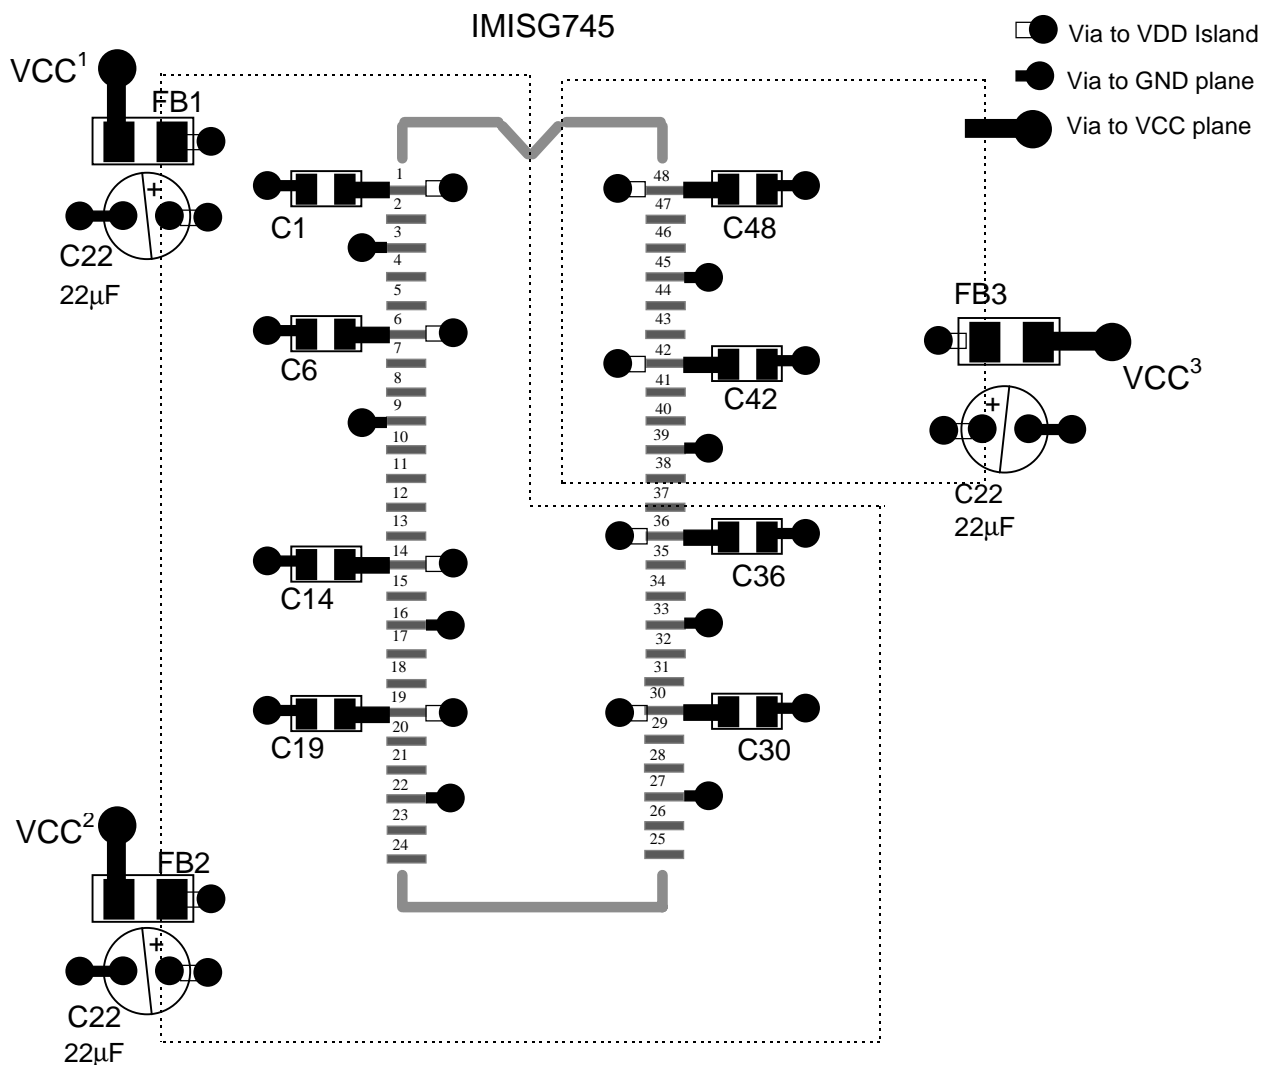 IMISG745
Via to VDD Island
Via to GND plane
Via to VCC plane
VCC1
FB1
+
C22
22µF
C1
C6
C14
C19
1
2
3
4
5
6
7
8
9
10
11
12
13
14
15
16
17
18
19
20
21
22
23
24
48
47
46
45
44
43
42
41
40
39
38
37
36
35
34
33
32
31
30
29
28
27
26
25
C48
C42
C36
C30
FB3
VCC3
+
C22
22µF
VCC2
FB2
+
C22
22µF